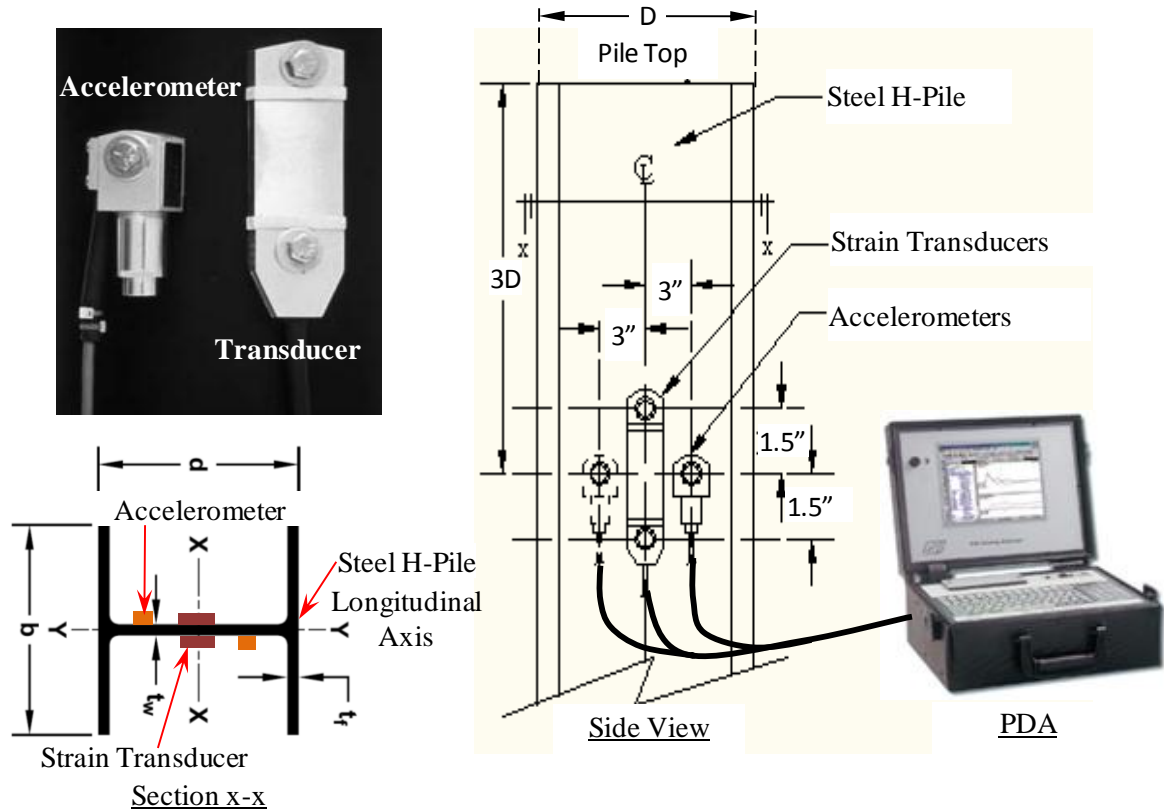 Accelerometer
Transducer
D
Pile Top
Steel H-Pile
C
L
x
x
3D
Strain Transducers
3”
3”
Accelerometers
1.5”
1.5”
Side View
PDA
d
Accelerometer
X
Steel H-Pile
Longitudinal
Axis
b
Y
Y
tw
X
tf
Strain Transducer
Section x-x